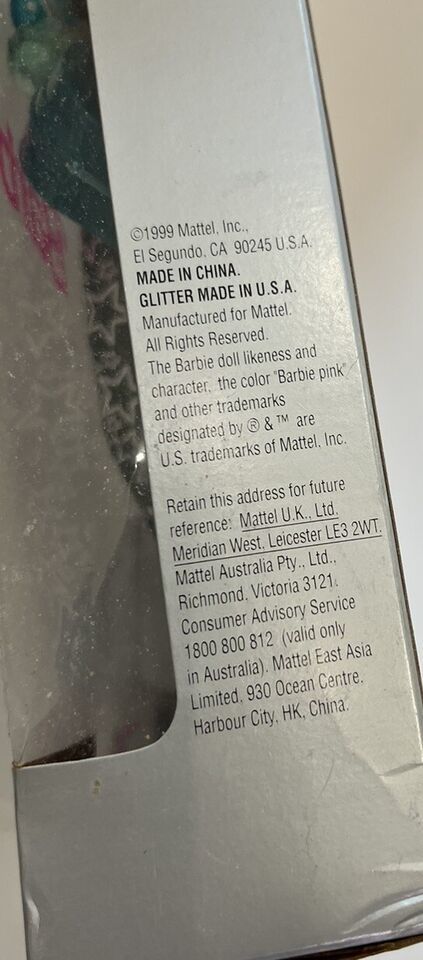 ©1999 Mattel, Inc.,
El Segundo, CA 90245 U.S.A.
MADE IN CHINA.
GLITTER MADE IN U.S.A.
Manufactured for Mattel.
All Rights Reserved.
The Barbie doll likeness and
character, the color "Barbie pink"
and other trademarks
designated by ® & ™ are
U.S. trademarks of Mattel, Inc.
Retain this address for future
reference: Mattel U.K., Ltd.
Meridian West, Leicester LE3 2WT.
Mattel Australia Pty., Ltd.,
Richmond, Victoria 3121.
Consumer Advisory Service
1800 800 812 (valid only
in Australia). Mattel East Asia
Limited, 930 Ocean Centre,
Harbour City, HK, China.